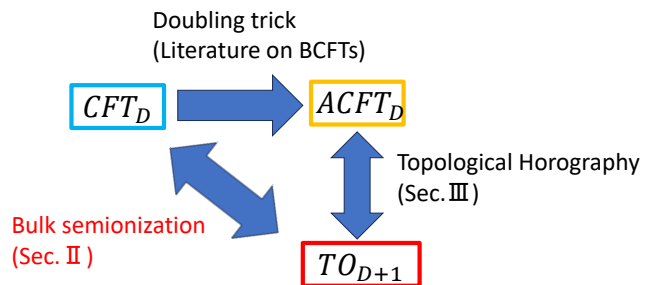 Doubling trick
(Literature on BCFTs)
CFT_D
ACFT_D
Topological Horography
(Sec. Ⅲ)
Bulk semionization
(Sec. Ⅱ)
TO_{D+1}